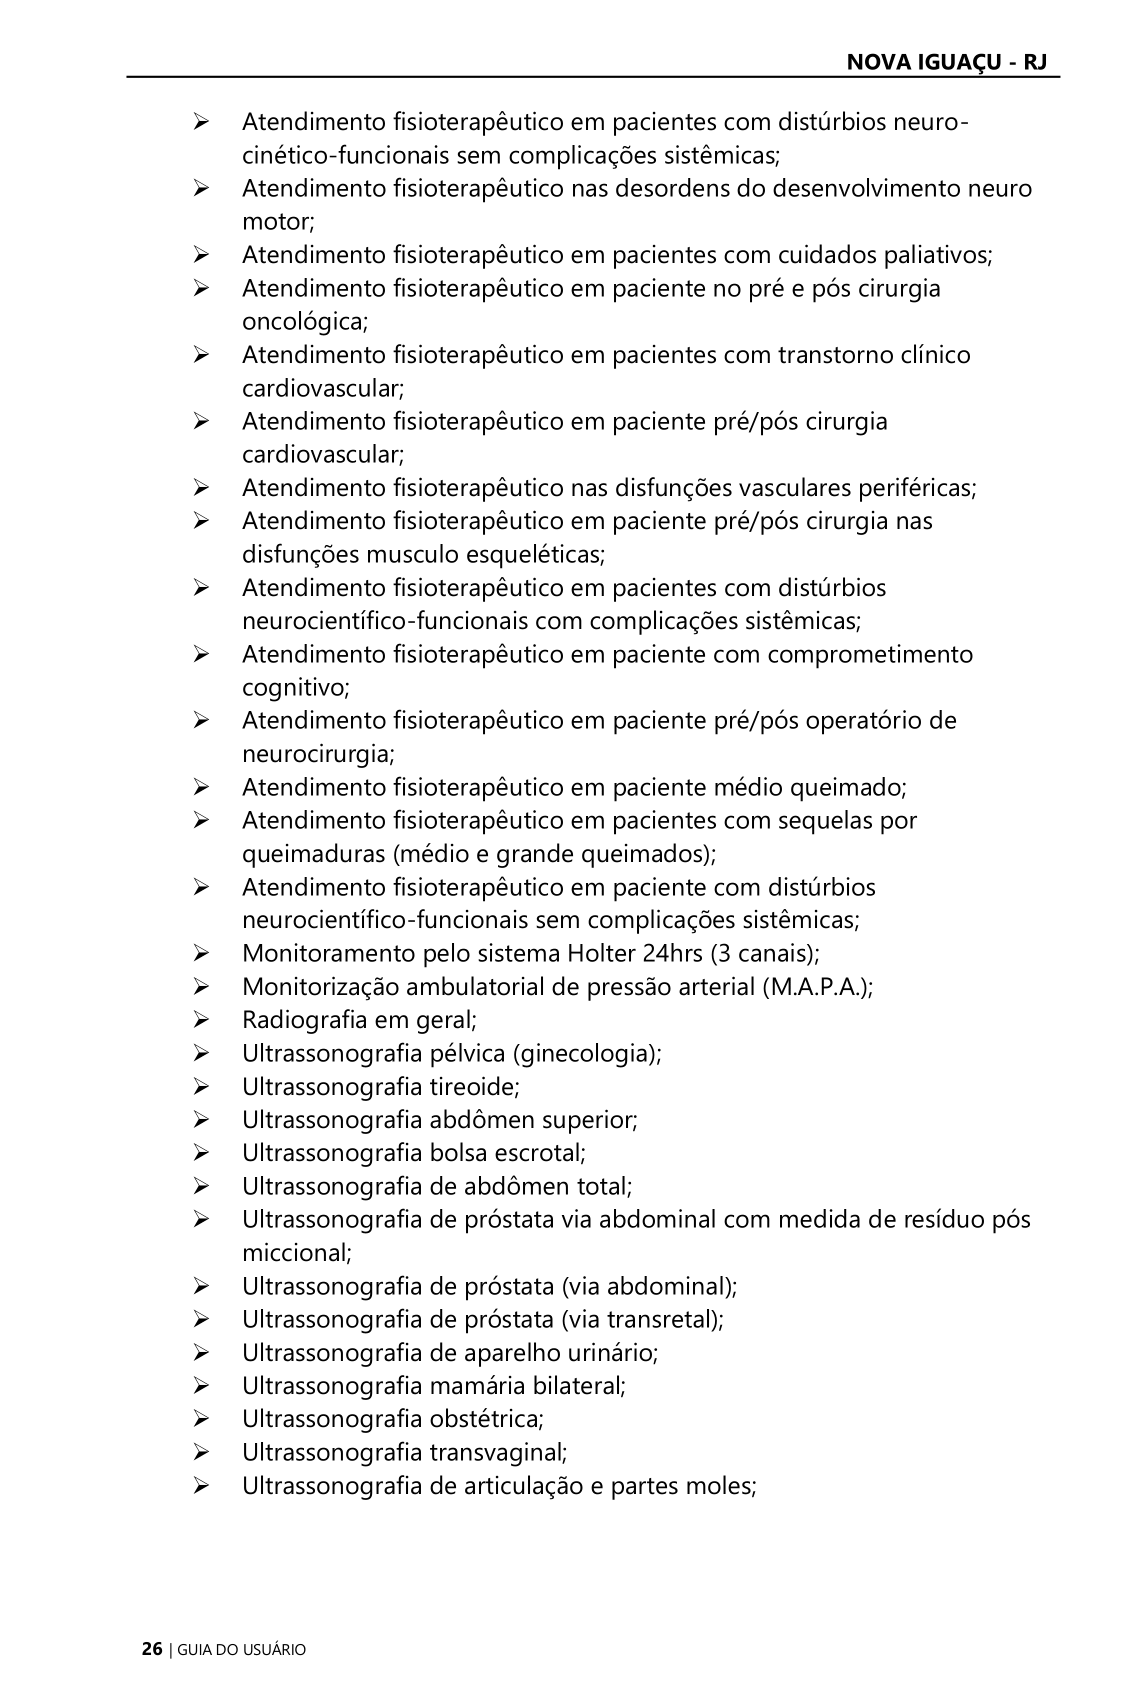 NOVA IGUAÇU - RJ
➢ Atendimento fisioterapêutico em pacientes com distúrbios neuro-
cinético-funcionais sem complicações sistêmicas;
➢ Atendimento fisioterapêutico nas desordens do desenvolvimento neuro
motor;
➢ Atendimento fisioterapêutico em pacientes com cuidados paliativos;
➢ Atendimento fisioterapêutico em paciente no pré e pós cirurgia
oncológica;
➢ Atendimento fisioterapêutico em pacientes com transtorno clínico
cardiovascular;
➢ Atendimento fisioterapêutico em paciente pré/pós cirurgia
cardiovascular;
➢ Atendimento fisioterapêutico nas disfunções vasculares periféricas;
➢ Atendimento fisioterapêutico em paciente pré/pós cirurgia nas
disfunções musculo esqueléticas;
➢ Atendimento fisioterapêutico em pacientes com distúrbios
neurocientífico-funcionais com complicações sistêmicas;
➢ Atendimento fisioterapêutico em paciente com comprometimento
cognitivo;
➢ Atendimento fisioterapêutico em paciente pré/pós operatório de
neurocirurgia;
➢ Atendimento fisioterapêutico em paciente médio queimado;
➢ Atendimento fisioterapêutico em pacientes com sequelas por
queimaduras (médio e grande queimados);
➢ Atendimento fisioterapêutico em paciente com distúrbios
neurocientífico-funcionais sem complicações sistêmicas;
➢ Monitoramento pelo sistema Holter 24hrs (3 canais);
➢ Monitorização ambulatorial de pressão arterial (M.A.P.A.);
➢ Radiografia em geral;
➢ Ultrassonografia pélvica (ginecologia);
➢ Ultrassonografia tireoide;
➢ Ultrassonografia abdômen superior;
➢ Ultrassonografia bolsa escrotal;
➢ Ultrassonografia de abdômen total;
➢ Ultrassonografia de próstata via abdominal com medida de resíduo pós
miccional;
➢ Ultrassonografia de próstata (via abdominal);
➢ Ultrassonografia de próstata (via transretal);
➢ Ultrassonografia de aparelho urinário;
➢ Ultrassonografia mamária bilateral;
➢ Ultrassonografia obstétrica;
➢ Ultrassonografia transvaginal;
➢ Ultrassonografia de articulação e partes moles;
26 | GUIA DO USUÁRIO